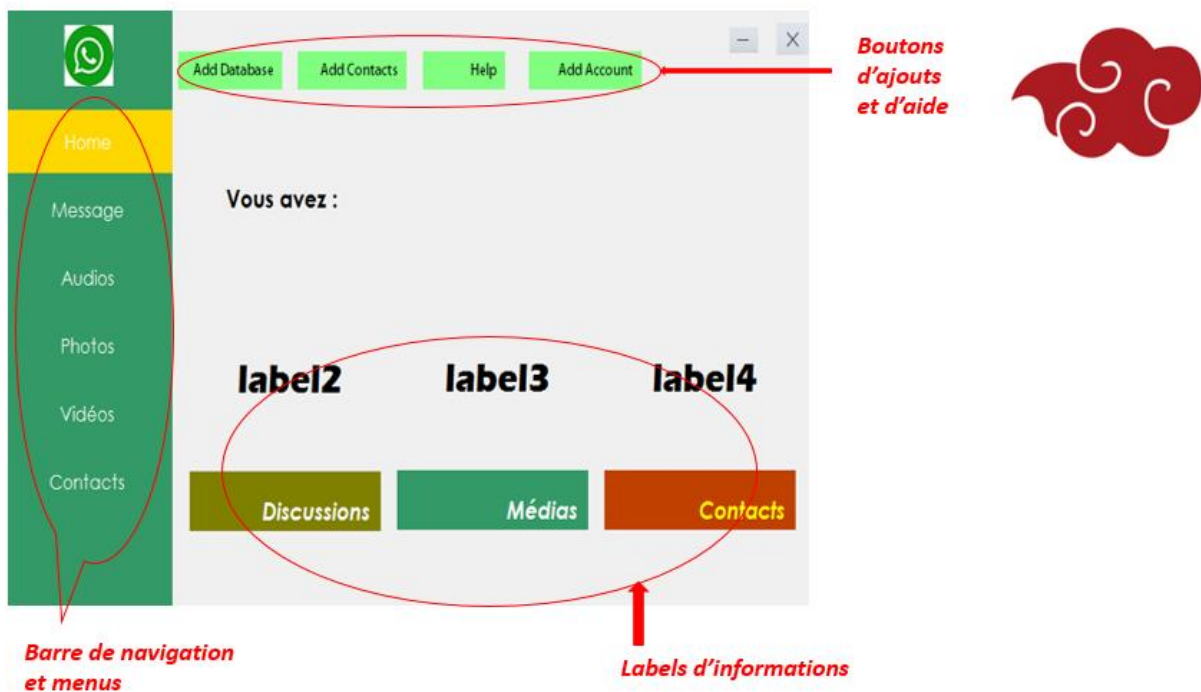 Add Database
Add Contacts
Help
Add Account
– X
Boutons
d'ajouts
et d'aide
Home
Message
Audios
Photos
Vidéos
Contacts
Vous avez :
label2
label3
label4
Discussions
Médias
Contacts
Barre de navigation
et menus
Labels d'informations